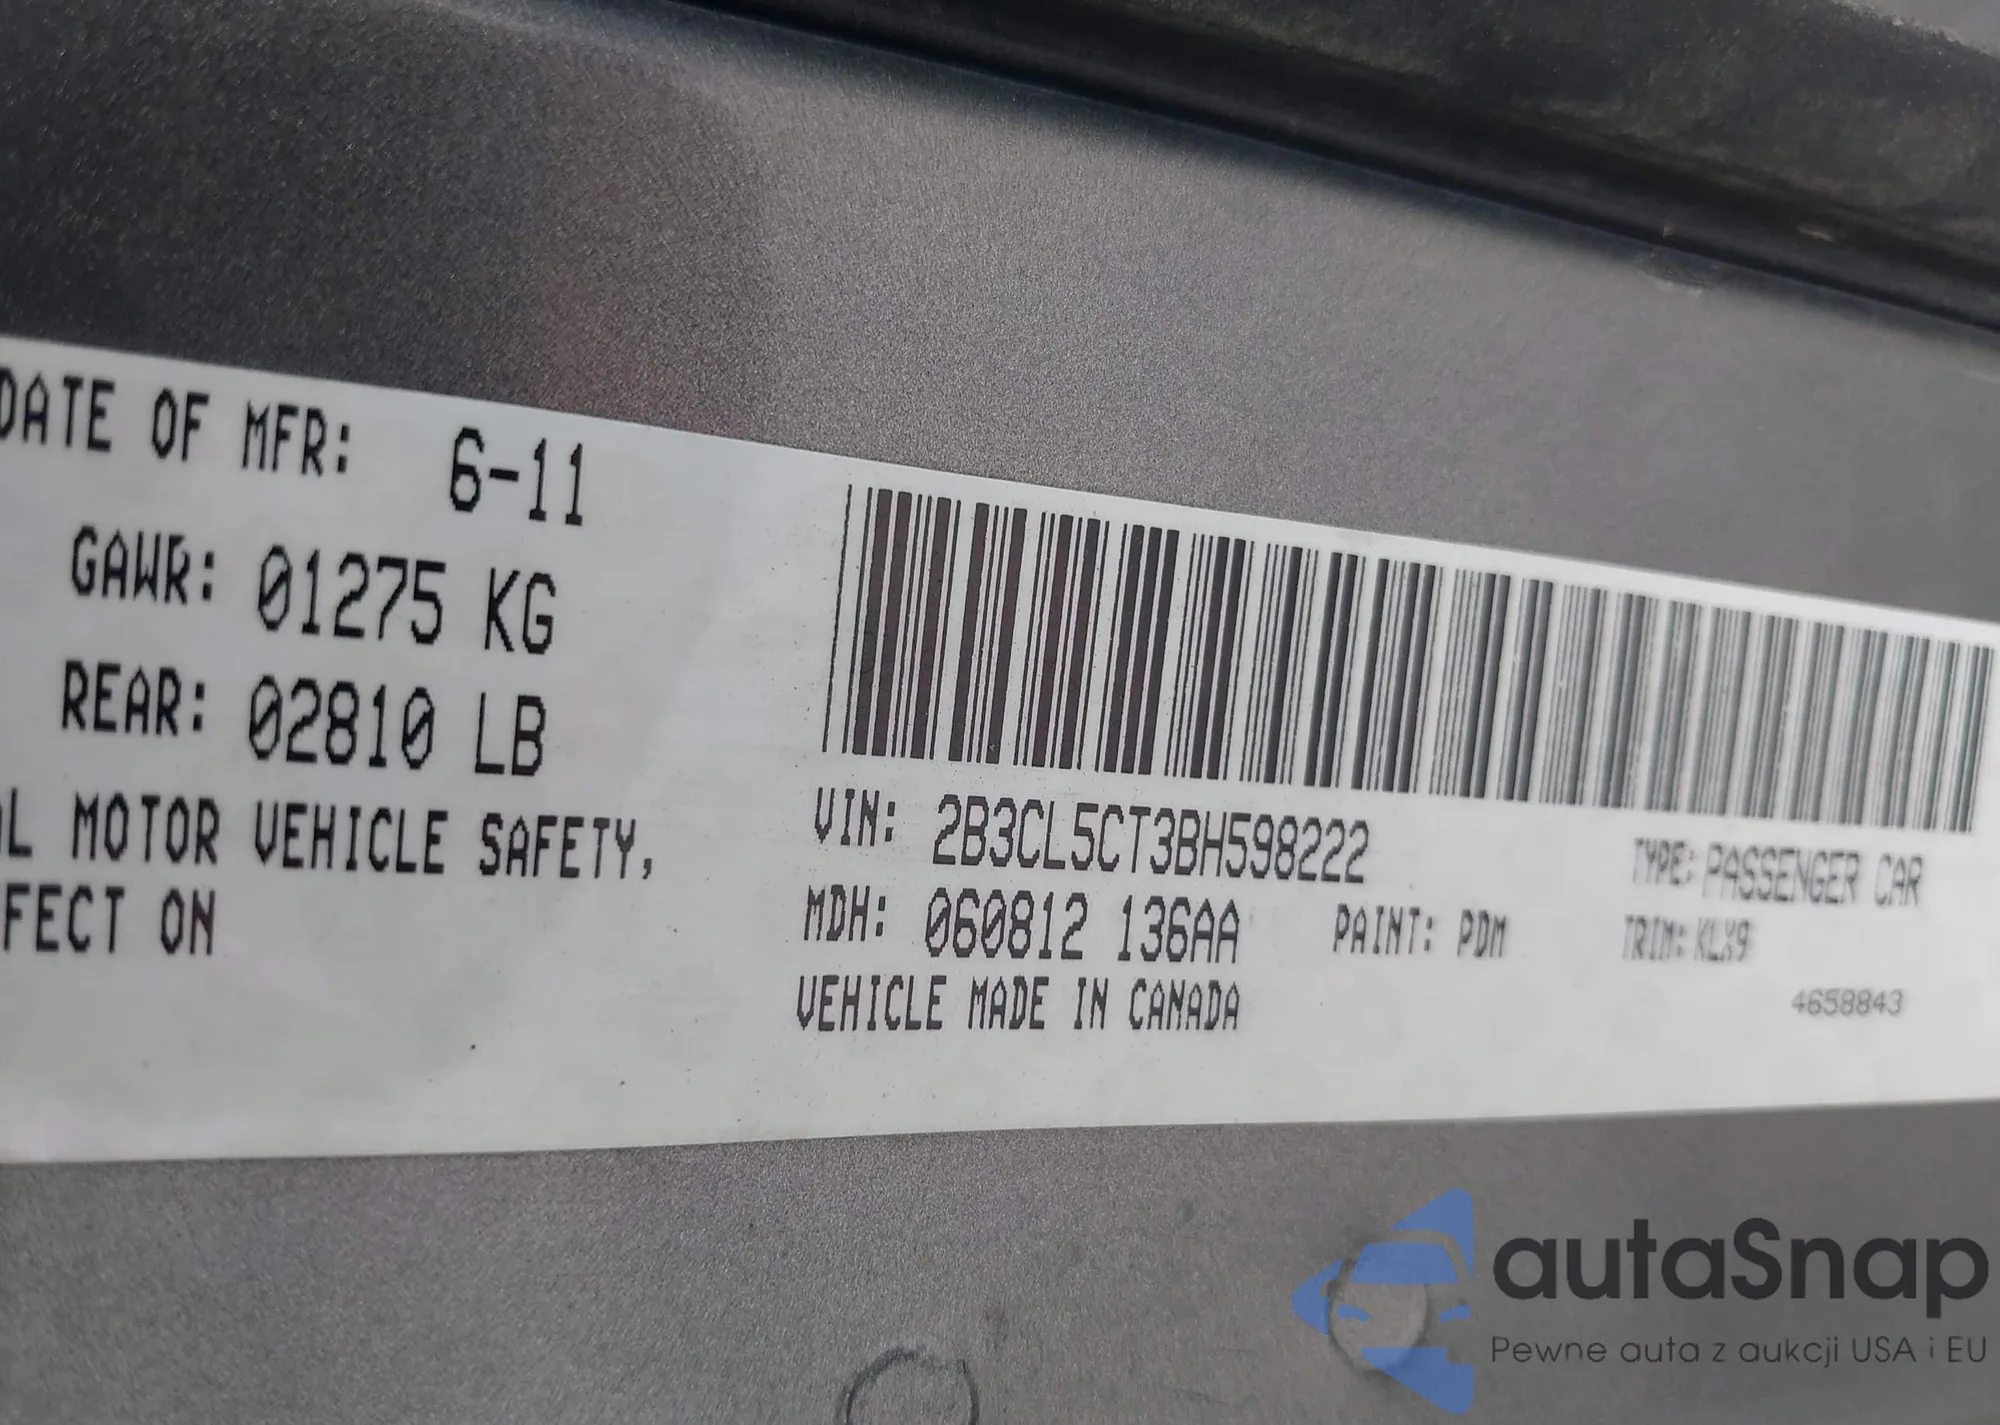 DATE OF MFR: 6-11
GAWR: 01275 KG
REAR: 02810 LB
MOTOR VEHICLE SAFETY,
ON
VIN: 2B3CL5CT3BH598222
TYPE: PASSENGER CAR
MDH: 060812 136AA PAINT: PDM TRIM: KLX9
VEHICLE MADE IN CANADA
4658843
autaSnap
Pewne auta z aukcji USA i EU